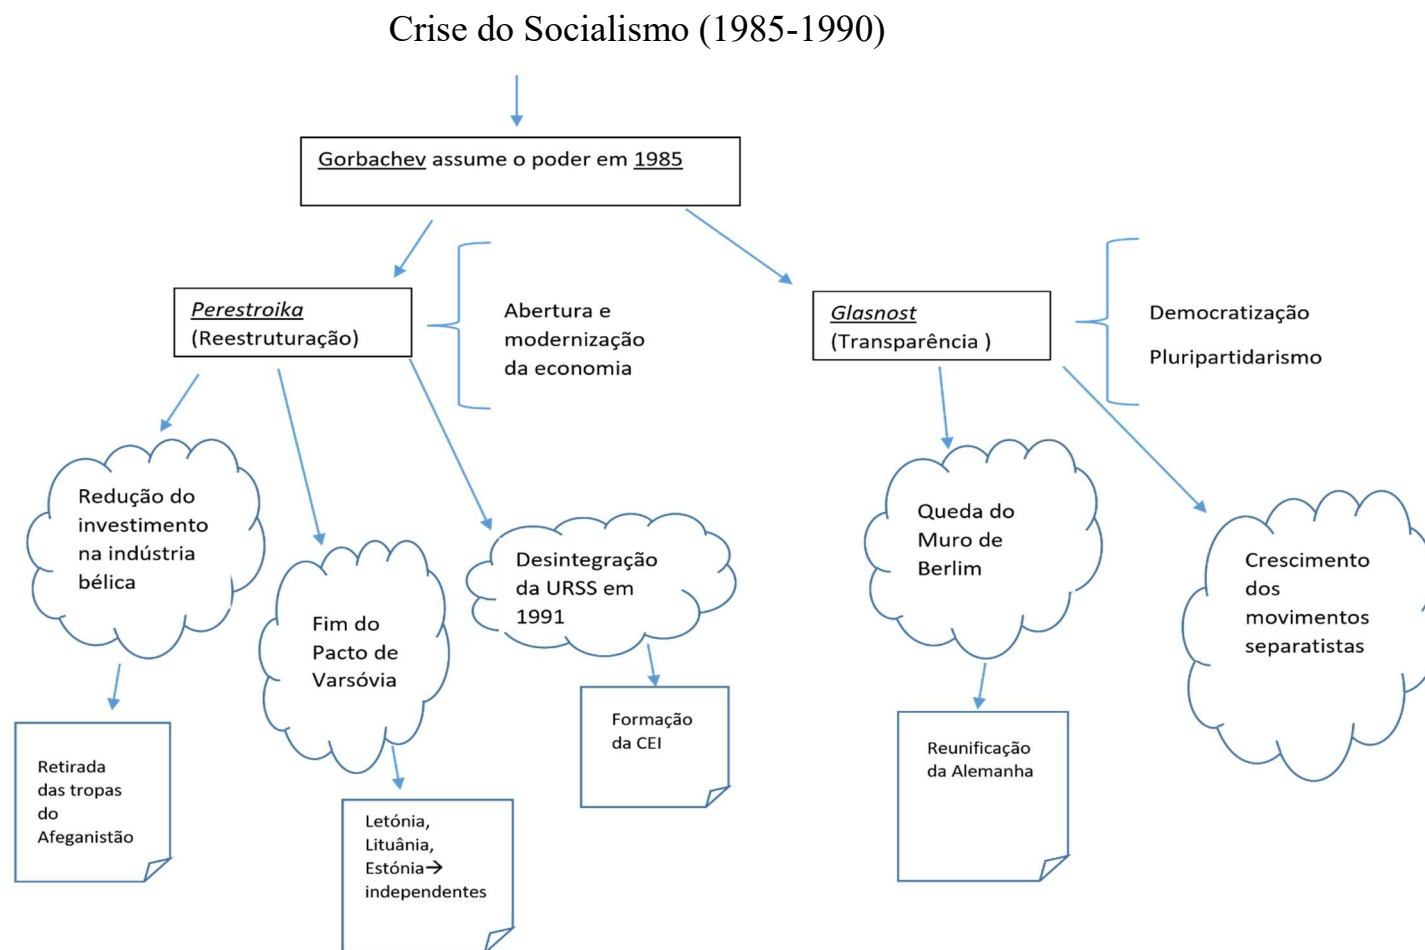 Crise do Socialismo (1985-1990)
Gorbachev assume o poder em 1985
Perestroika
(Reestruturação)
Abertura e
modernização
da economia
Glasnost
(Transparência )
Democratização
Pluripartidarismo
Redução do
investimento
na indústria
bélica
Fim do
Pacto de
Varsóvia
Desintegração
da URSS em
1991
Queda do
Muro de
Berlim
Crescimento
dos
movimentos
separatistas
Retirada
das tropas
do
Afeganistão
Letónia,
Lituânia,
Estónia→
independentes
Formação
da CEI
Reunificação
da Alemanha